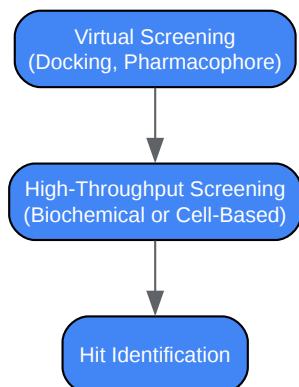 Virtual Screening
(Docking, Pharmacophore)
High-Throughput Screening
(Biochemical or Cell-Based)
Hit Identification